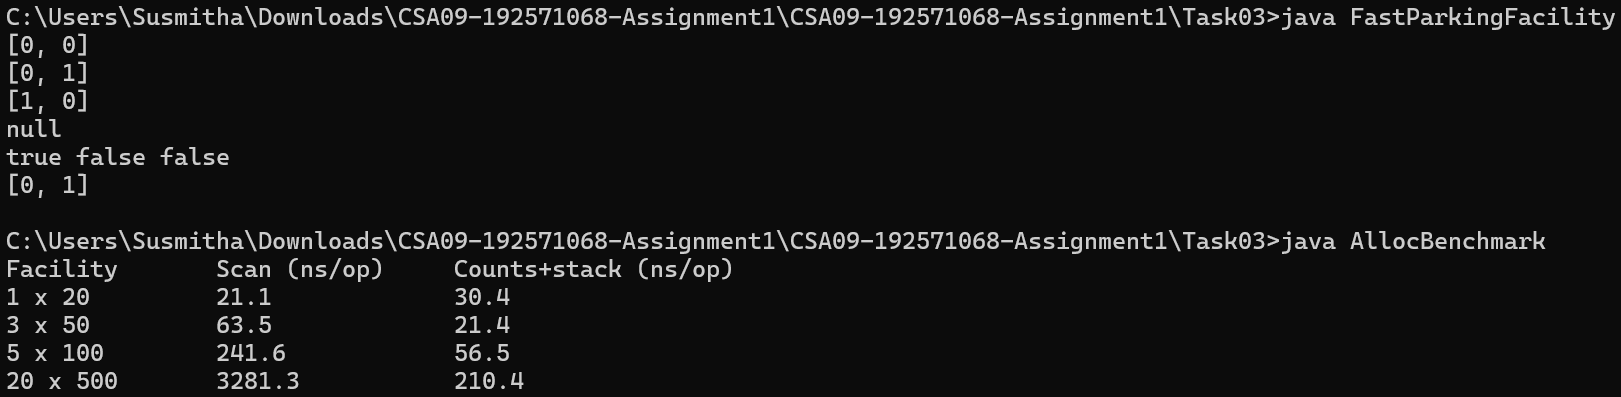 C:\Users\Susmitha\Downloads\CSA09-192571068-Assignment1\CSA09-192571068-Assignment1\Task03>java FastParkingFacility
[0, 0]
[0, 1]
[1, 0]
null
true false false
[0, 1]
C:\Users\Susmitha\Downloads\CSA09-192571068-Assignment1\CSA09-192571068-Assignment1\Task03>java AllocBenchmark
Facility Scan (ns/op) Counts+stack (ns/op)
1 x 20 21.1 30.4
3 x 50 63.5 21.4
5 x 100 241.6 56.5
20 x 500 3281.3 210.4